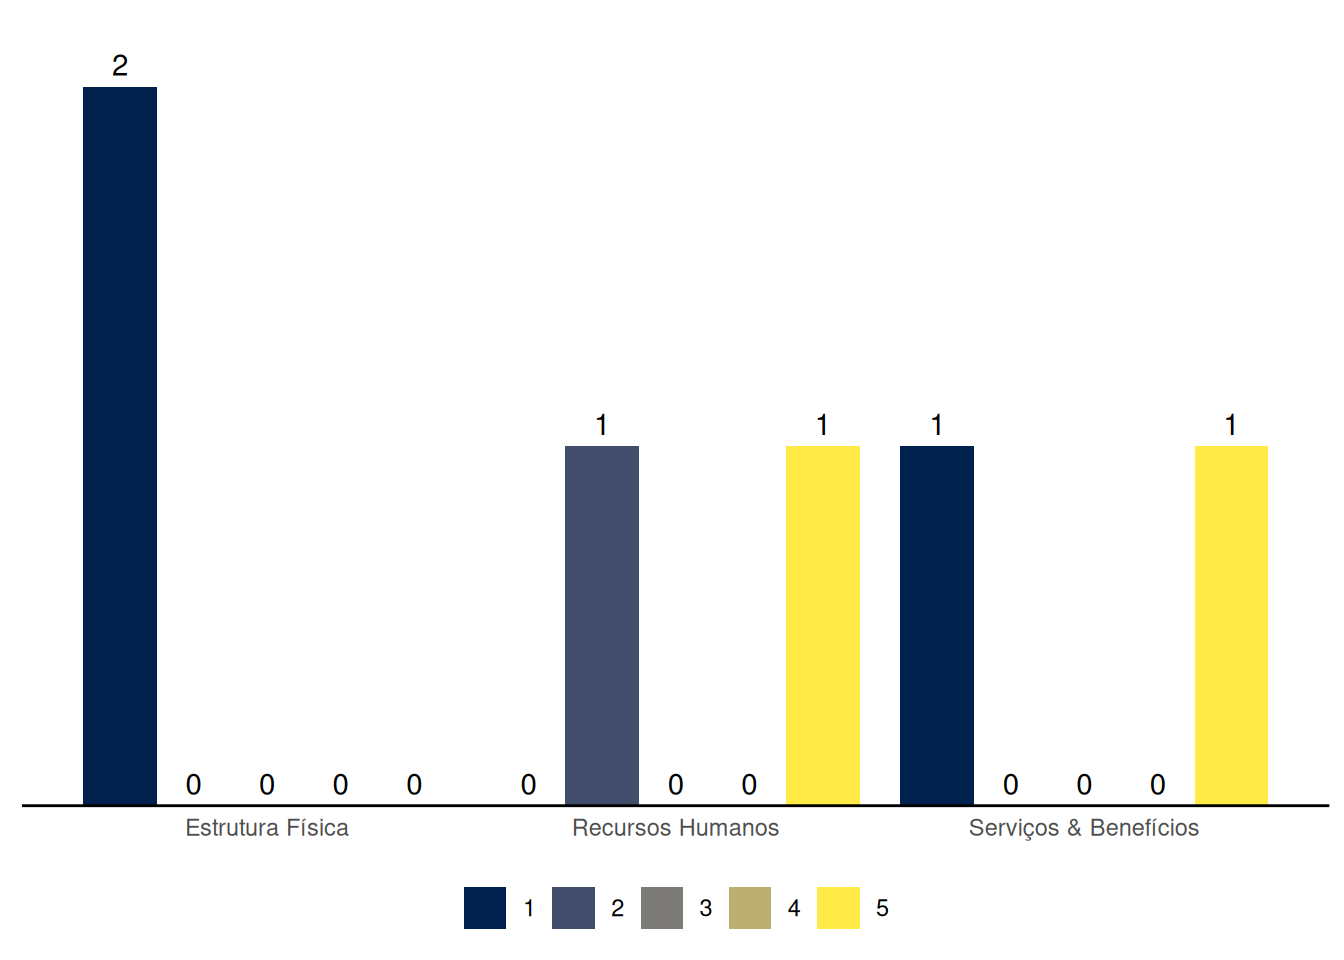 2
1 1 1 1
0 0 0 0 0 0 0 0 0 0
Estrutura Física Recursos Humanos Serviços & Benefícios
1 2 3 4 5